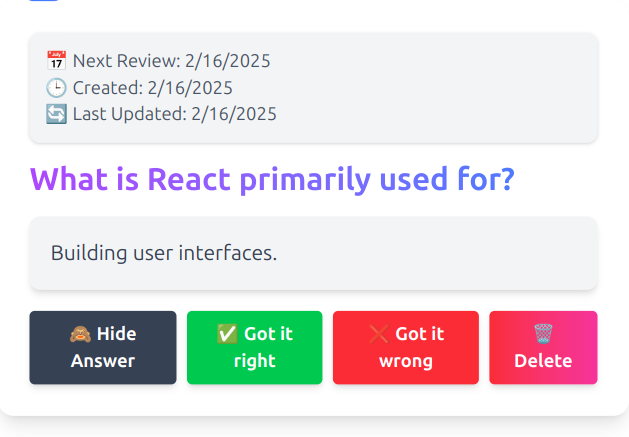 📅 Next Review: 2/16/2025
🕒 Created: 2/16/2025
🔄 Last Updated: 2/16/2025
What is React primarily used for?
Building user interfaces.
🙈 Hide
Answer
✅ Got it
right
❌ Got it
wrong
🗑️
Delete